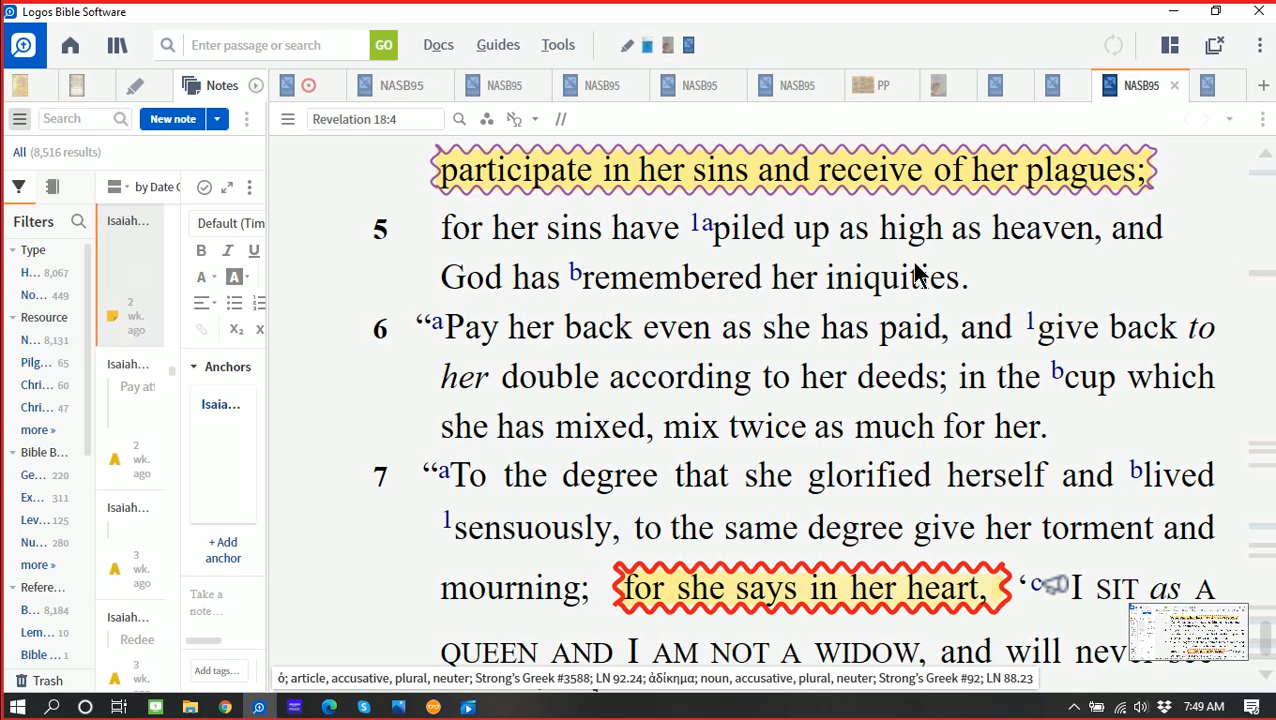 Logos Bible Software
Enter passage or search
GO
Docs
Guides
Tools
Notes
NASB95
NASB95
NASB95
NASB95
NASB95
PP
NASB95
Search
New note
Revelation 18:4
All (8,516 results)
by Date C
Filters
Type
H... 8,067
No... 449
Resource
N... 8,131
Pilg... 65
Chri...
Chri... 47
more »
Bible B...
Ge...
Ex...
Lev... 125
Nu... 280
more »
Refere...
B... 8,184
Lem...
Bible ... 1
Trash
Isaiah...
2
wk.
ago
Isaiah...
Pay att
2
wk.
ago
Isaiah...
3
wk.
ago
Isaiah...
Redee
3
wk.
ago
Default (Tim
B I U
A A
X₂ X
Anchors
Isaia...
+ Add
anchor
Take a
note...
Add tags...
participate in her sins and receive of her plagues;
5 for her sins have 1apiled up as high as heaven, and
God has bremembered her iniquities.
6 “aPay her back even as she has paid, and 1give back to
her double according to her deeds; in the bcup which
she has mixed, mix twice as much for her.
7 “aTo the degree that she glorified herself and blived
1sensuously, to the same degree give her torment and
mourning; for she says in her heart, ‘cI SIT as A
QUEEN AND I AM NOT A WIDOW, and will never
ὁ; article, accusative, plural, neuter; Strong’s Greek #3588; LN 92.24; ἀδίκημα; noun, accusative, plural, neuter; Strong’s Greek #92; LN 88.23
7:49 AM